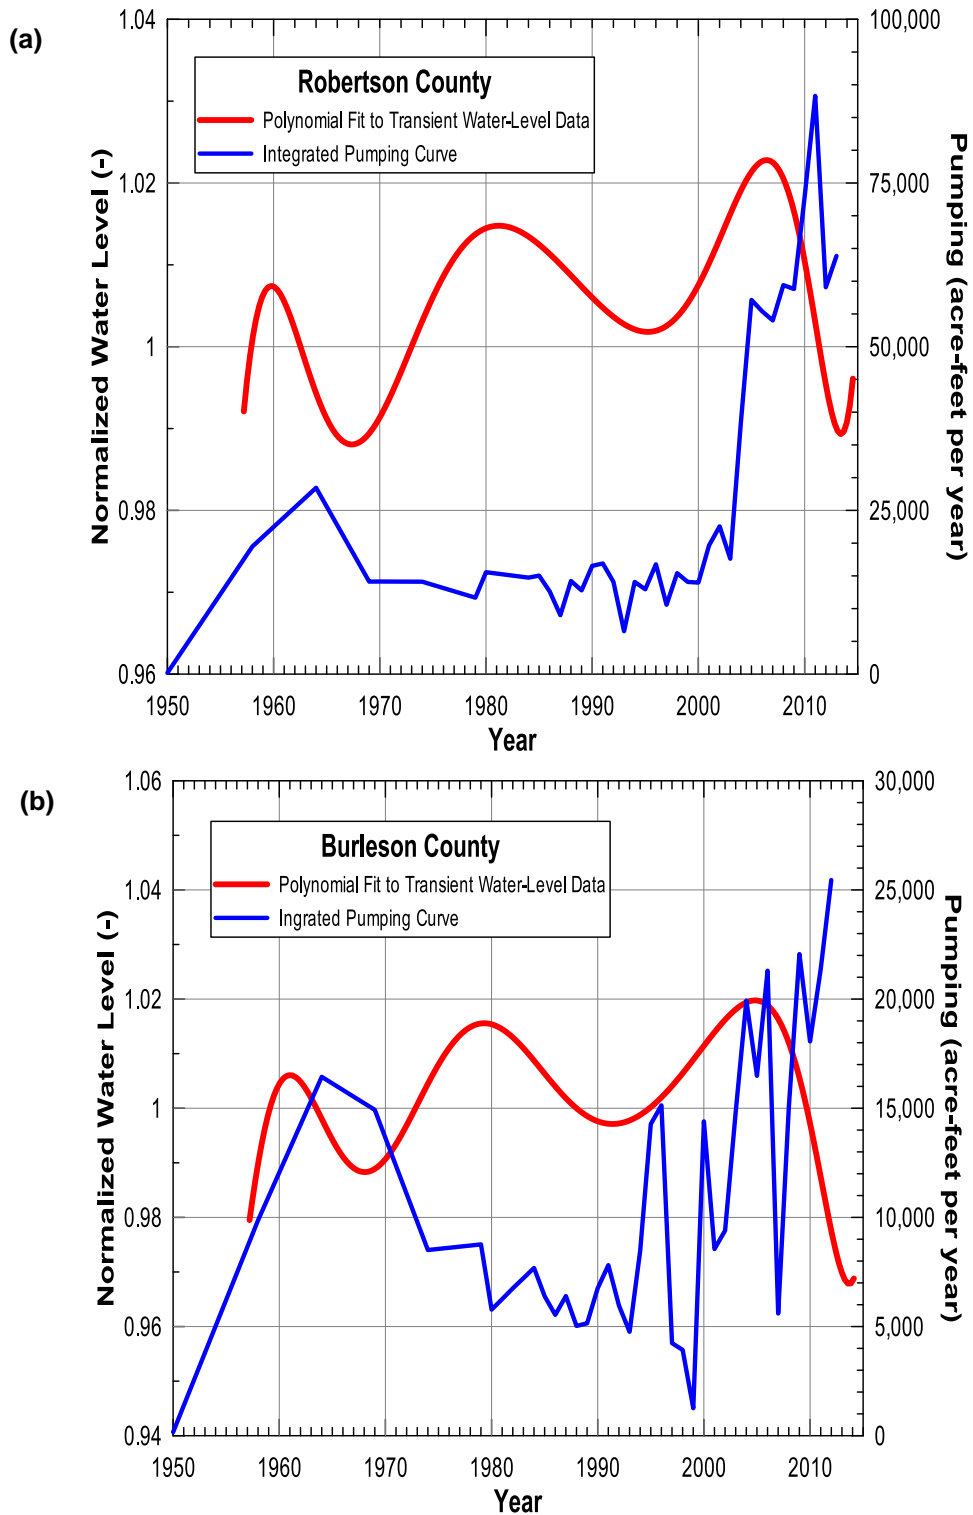 (a)
1.04
100,000
Robertson County
Polynomial Fit to Transient Water-Level Data
Integrated Pumping Curve
1.02
75,000
1
50,000
0.98
25,000
0.96
0
Normalized Water Level (-)
Pumping (acre-feet per year)
1950 1960 1970 1980 1990 2000 2010
Year
(b)
1.06
30,000
Burleson County
Polynomial Fit to Transient Water-Level Data
Ingrated Pumping Curve
1.04
25,000
1.02
20,000
1
15,000
0.98
10,000
0.96
5,000
0.94
0
Normalized Water Level (-)
Pumping (acre-feet per year)
1950 1960 1970 1980 1990 2000 2010
Year